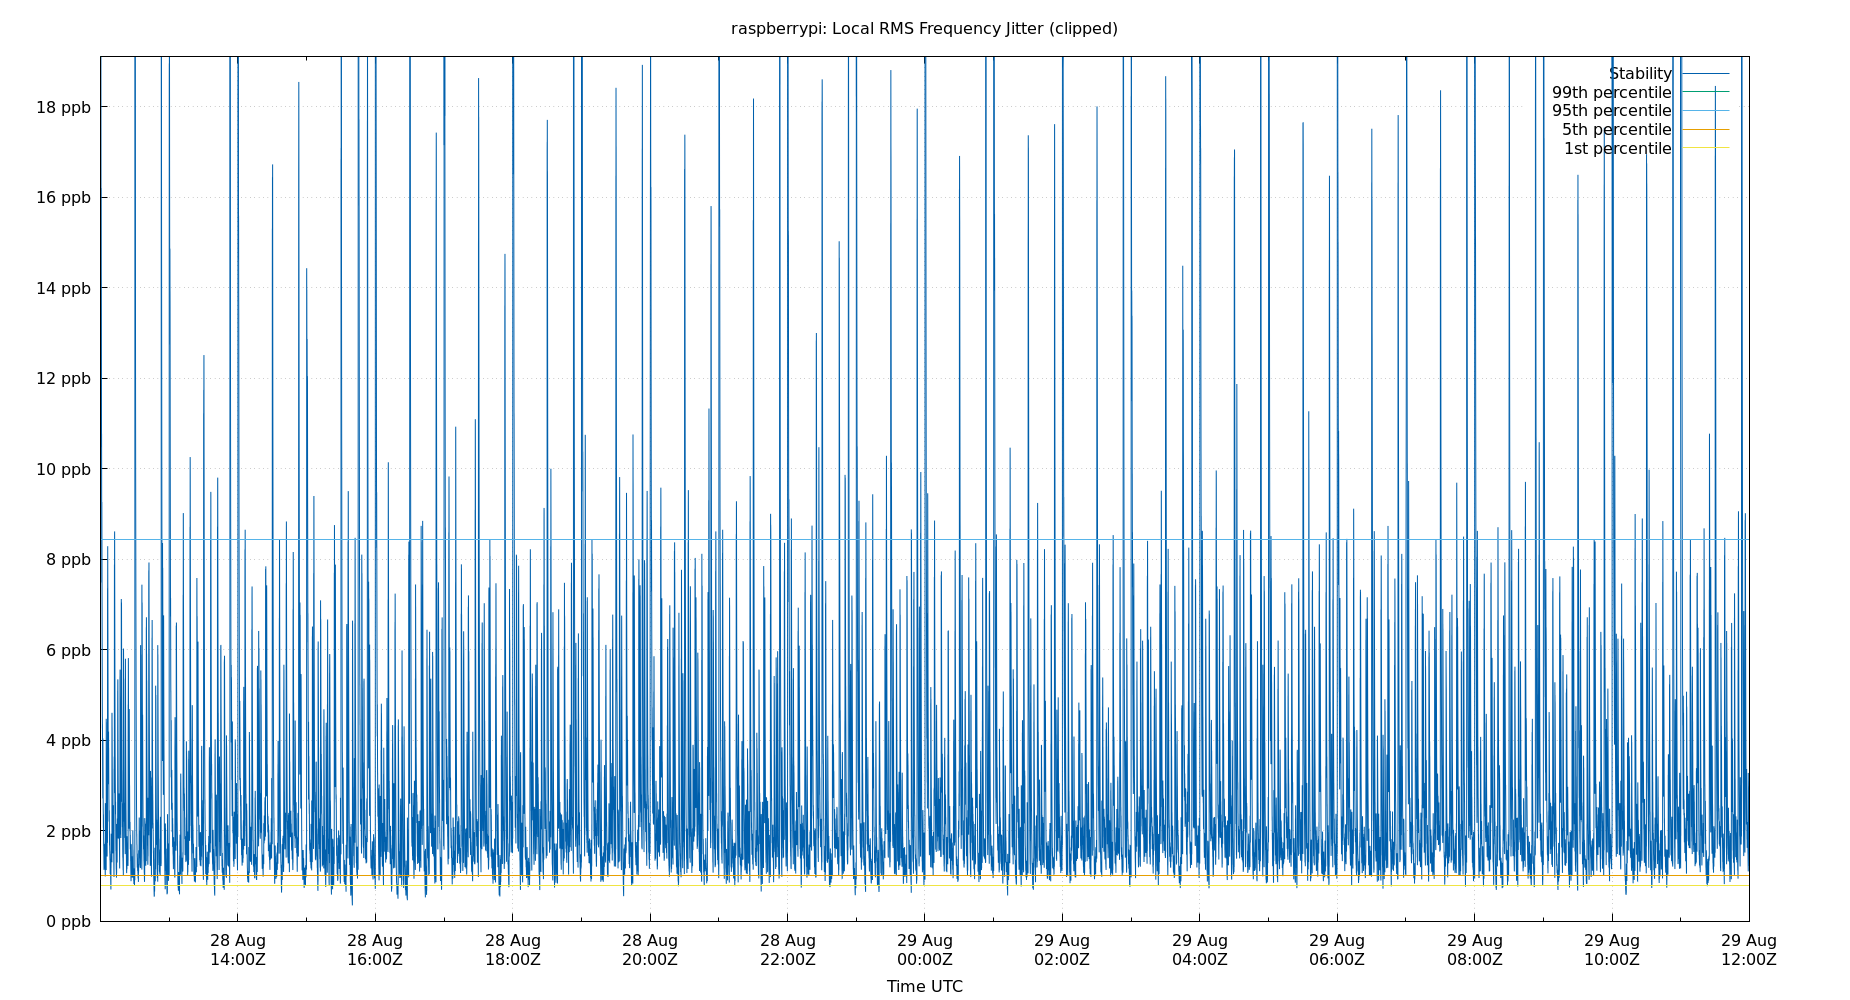 raspberrypi: Local RMS Frequency Jitter (clipped)
Stability
99th percentile
95th percentile
5th percentile
1st percentile
18 ppb
16 ppb
14 ppb
12 ppb
10 ppb
8 ppb
6 ppb
4 ppb
2 ppb
0 ppb
28 Aug 28 Aug 28 Aug 28 Aug 28 Aug 29 Aug 29 Aug 29 Aug 29 Aug 29 Aug 29 Aug 29 Aug
14:00Z 16:00Z 18:00Z 20:00Z 22:00Z 00:00Z 02:00Z 04:00Z 06:00Z 08:00Z 10:00Z 12:00Z
Time UTC